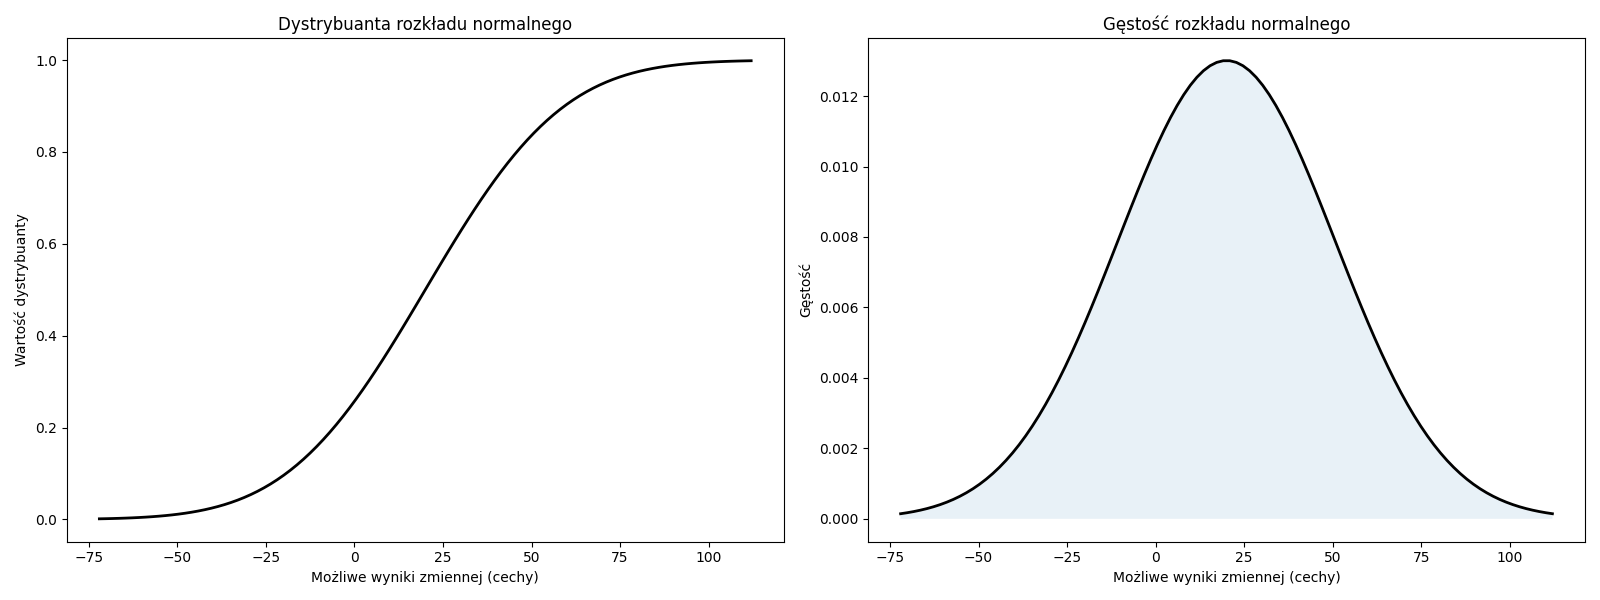 Dystrybuanta rozkładu normalnego
Wartość dystrybuanty
1.0
0.8
0.6
0.4
0.2
0.0
−75 −50 −25 0 25 50 75 100
Możliwe wyniki zmiennej (cechy)
Gęstość rozkładu normalnego
Gęstość
0.012
0.010
0.008
0.006
0.004
0.002
0.000
−75 −50 −25 0 25 50 75 100
Możliwe wyniki zmiennej (cechy)